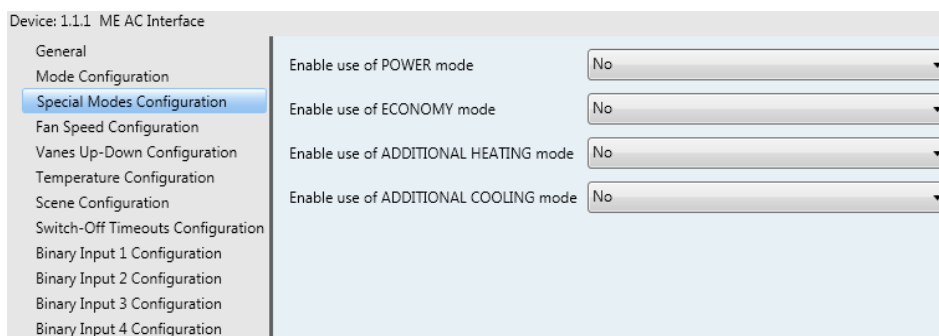 Device: 1.1.1 ME AC Interface
General
Mode Configuration
Special Modes Configuration
Fan Speed Configuration
Vanes Up-Down Configuration
Temperature Configuration
Scene Configuration
Switch-Off Timeouts Configuration
Binary Input 1 Configuration
Binary Input 2 Configuration
Binary Input 3 Configuration
Binary Input 4 Configuration
Enable use of POWER mode No
Enable use of ECONOMY mode No
Enable use of ADDITIONAL HEATING mode No
Enable use of ADDITIONAL COOLING mode No